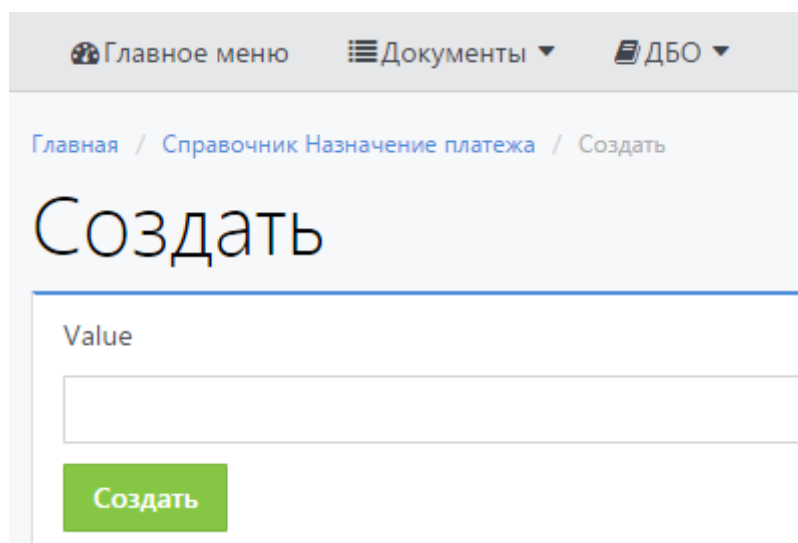 Главное меню Документы ДБО
Главная / Справочник Назначение платежа / Создать
Создать
Value
Создать